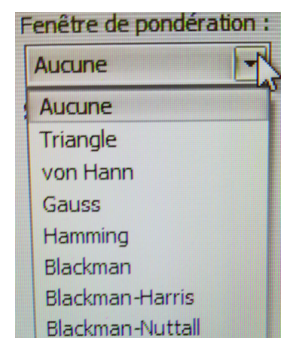 Fenêtre de pondération :
Aucune
Aucune
Triangle
von Hann
Gauss
Hamming
Blackman
Blackman-Harris
Blackman-Nuttall